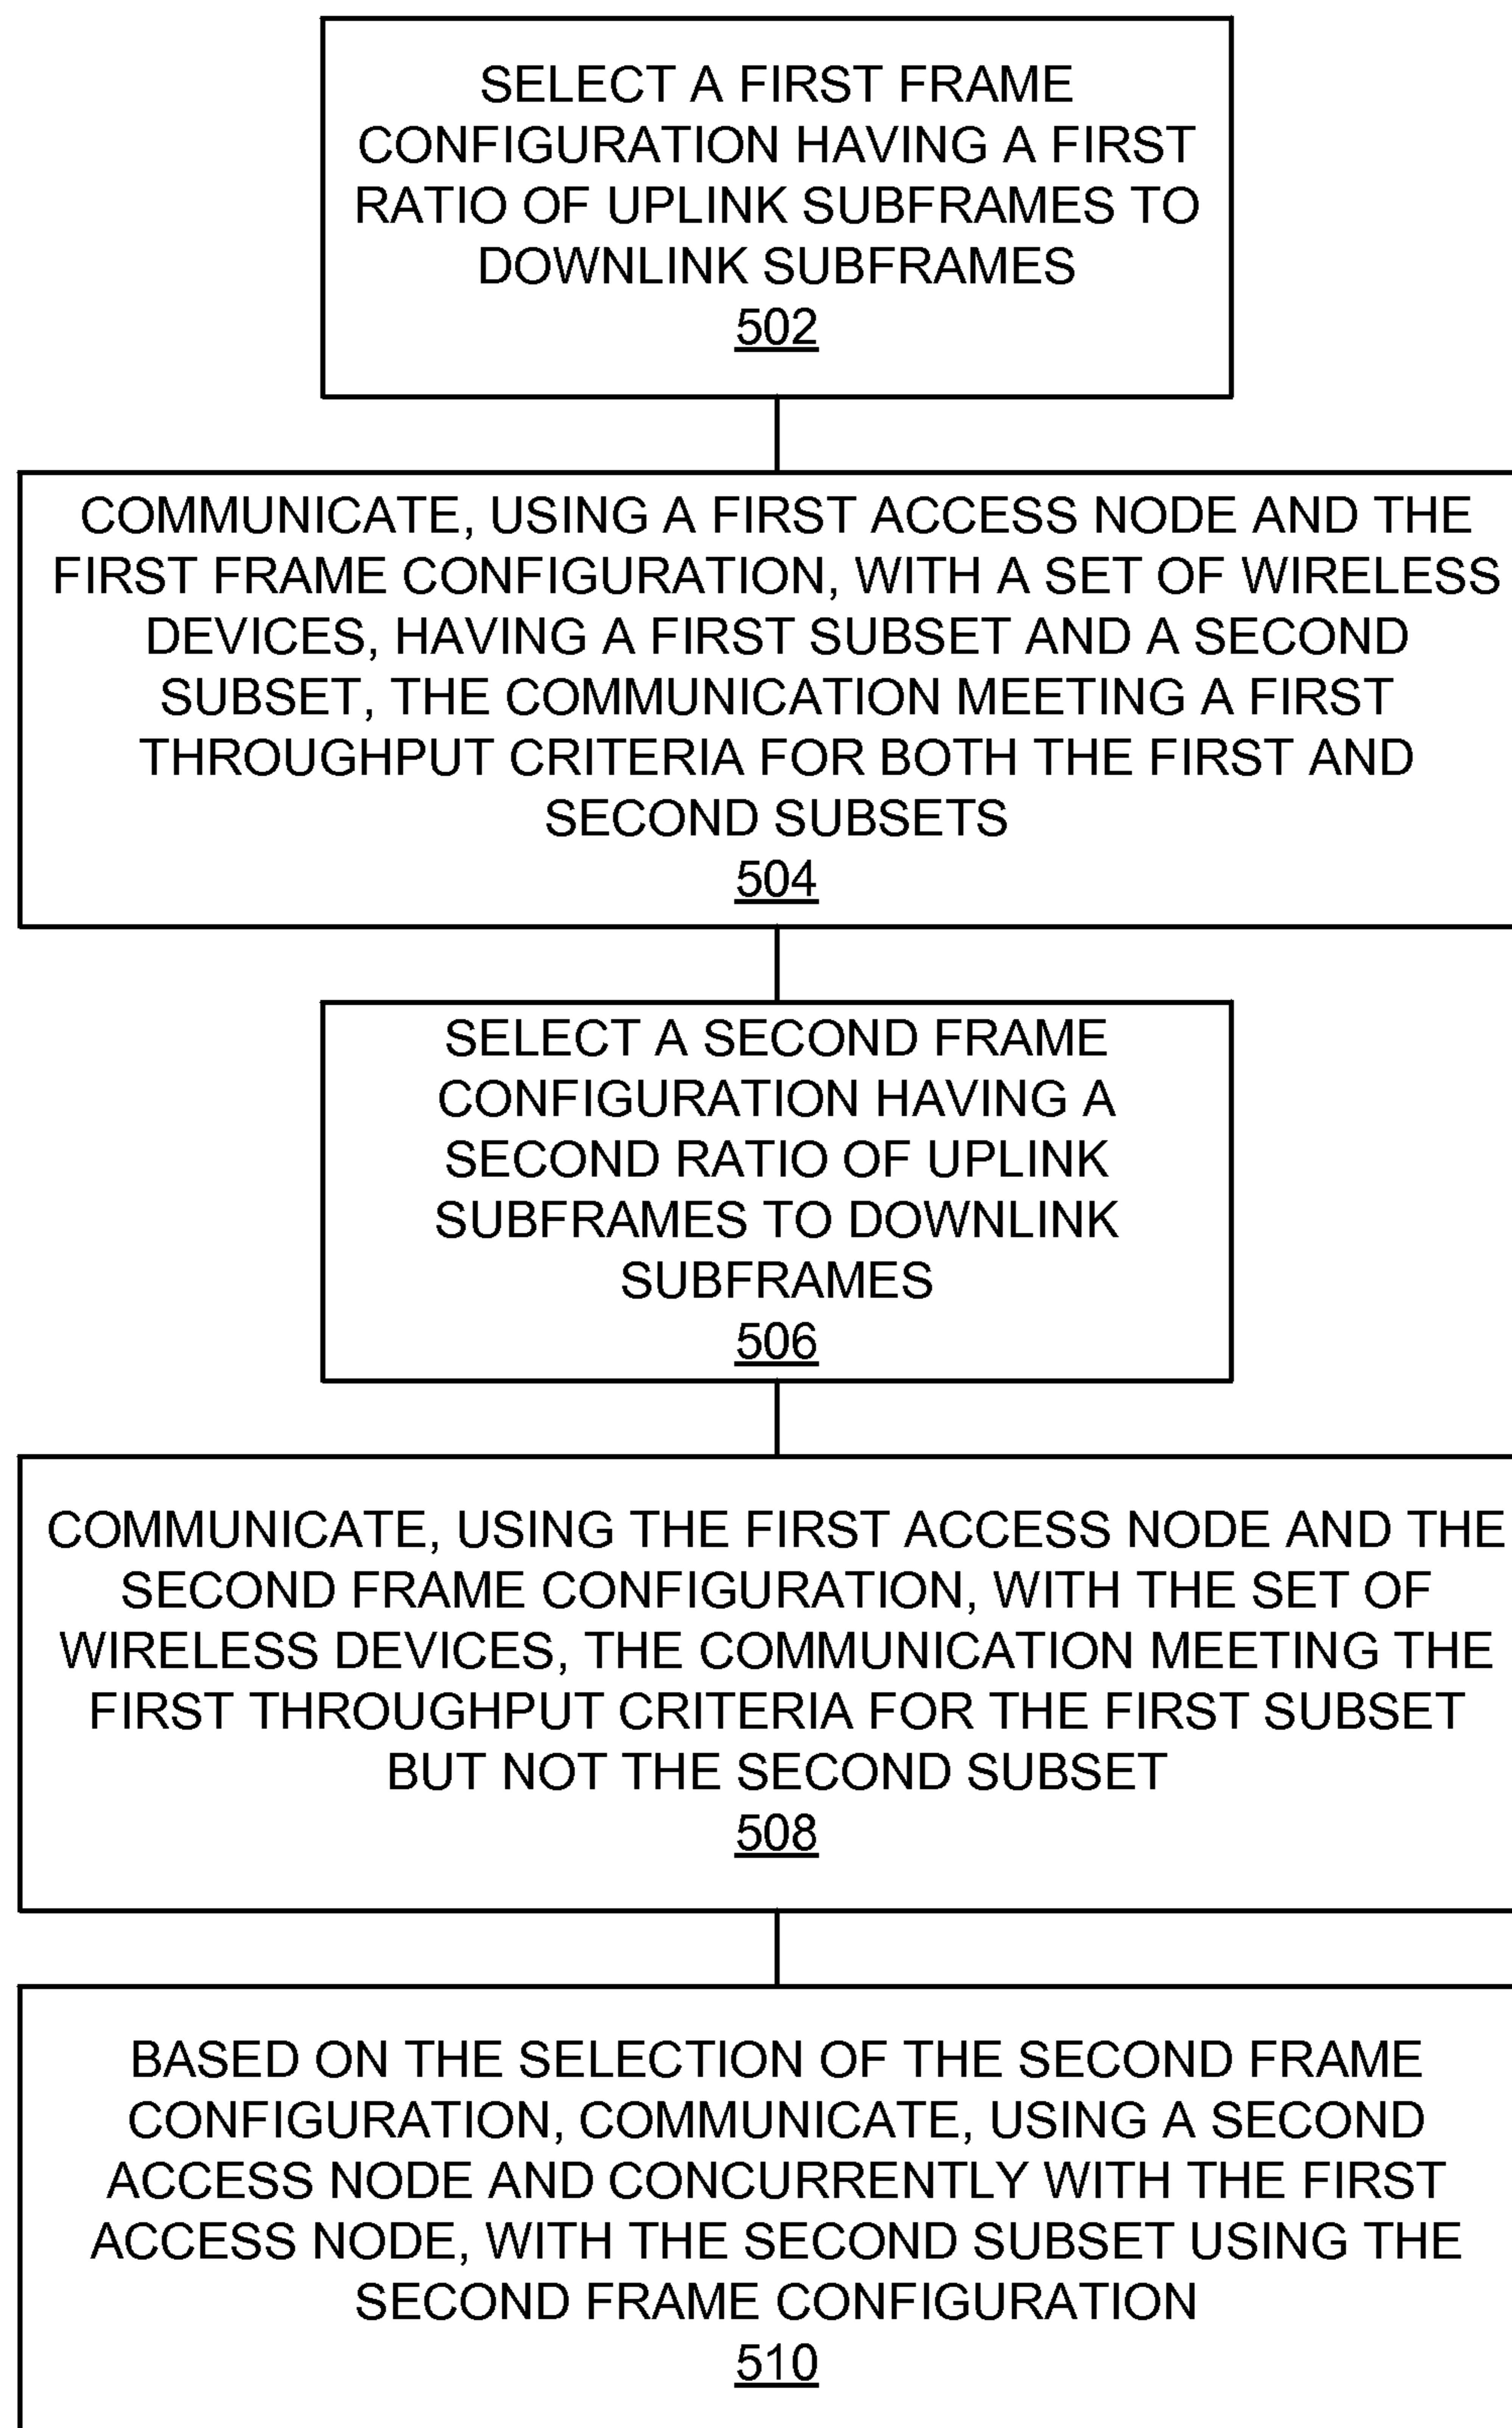 SELECT A FIRST FRAME
CONFIGURATION HAVING A FIRST
RATIO OF UPLINK SUBFRAMES TO
DOWNLINK SUBFRAMES
502
COMMUNICATE, USING A FIRST ACCESS NODE AND THE
FIRST FRAME CONFIGURATION, WITH A SET OF WIRELESS
DEVICES, HAVING A FIRST SUBSET AND A SECOND
SUBSET, THE COMMUNICATION MEETING A FIRST
THROUGHPUT CRITERIA FOR BOTH THE FIRST AND
SECOND SUBSETS
504
SELECT A SECOND FRAME
CONFIGURATION HAVING A
SECOND RATIO OF UPLINK
SUBFRAMES TO DOWNLINK
SUBFRAMES
506
COMMUNICATE, USING THE FIRST ACCESS NODE AND THE
SECOND FRAME CONFIGURATION, WITH THE SET OF
WIRELESS DEVICES, THE COMMUNICATION MEETING THE
FIRST THROUGHPUT CRITERIA FOR THE FIRST SUBSET
BUT NOT THE SECOND SUBSET
508
BASED ON THE SELECTION OF THE SECOND FRAME
CONFIGURATION, COMMUNICATE, USING A SECOND
ACCESS NODE AND CONCURRENTLY WITH THE FIRST
ACCESS NODE, WITH THE SECOND SUBSET USING THE
SECOND FRAME CONFIGURATION
510